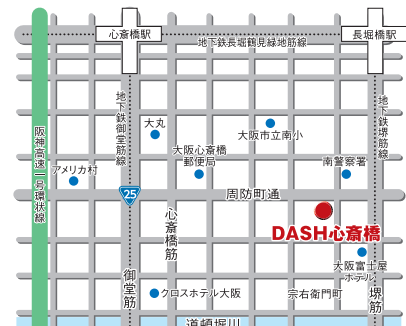 心斎橋駅
長堀橋駅
地下鉄長堀鶴見緑地筋線
地下鉄御堂筋線
地下鉄堺筋線
大丸
大阪市立南小
大阪心斎橋
郵便局
南警察署
阪神高速一号環状線
アメリカ村
25
周防町通
心斎橋筋
DASH心斎橋
大阪富士屋
ホテル
御堂筋
クロスホテル大阪
宗右衛門町
堺筋
道頓堀川